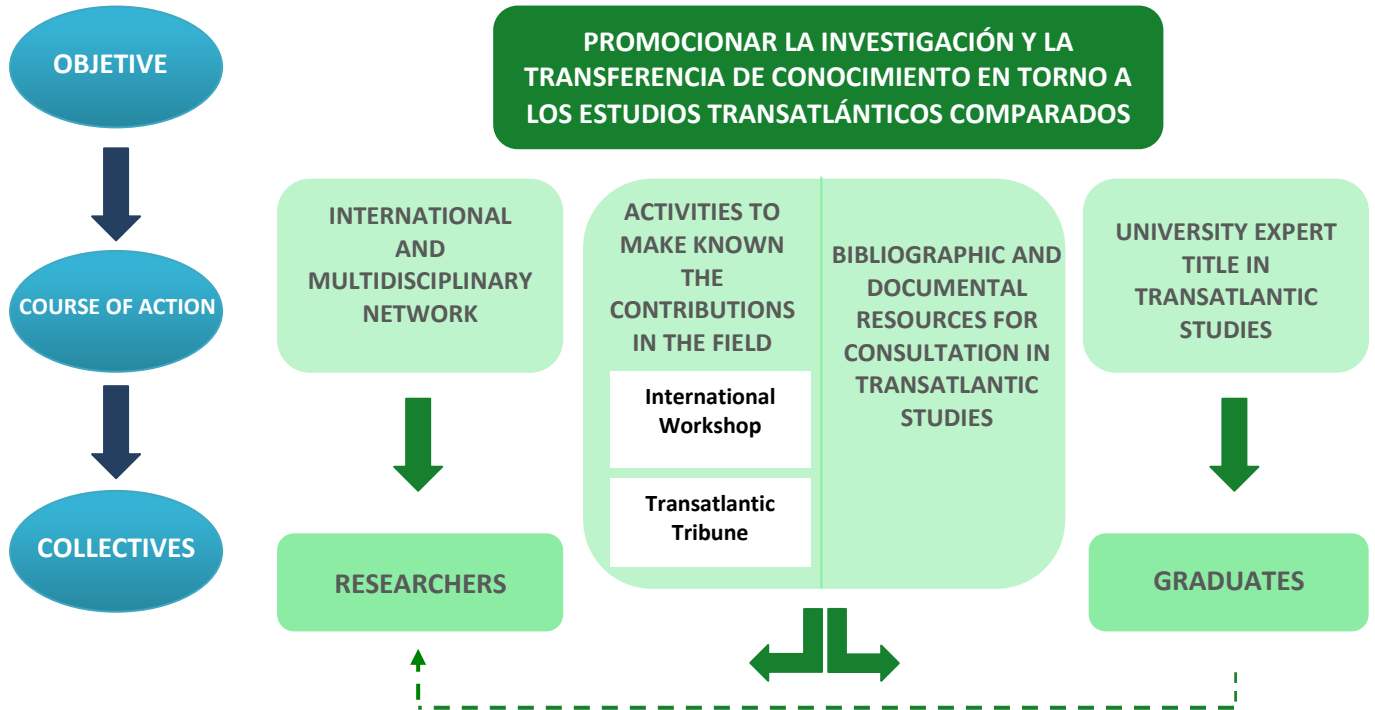 OBJETIVE
PROMOCIONAR LA INVESTIGACIÓN Y LA
TRANSFERENCIA DE CONOCIMIENTO EN TORNO A
LOS ESTUDIOS TRANSATLÁNTICOS COMPARADOS
COURSE OF ACTION
INTERNATIONAL
AND
MULTIDISCIPLINARY
NETWORK
ACTIVITIES TO
MAKE KNOWN
THE
CONTRIBUTIONS
IN THE FIELD
International
Workshop
Transatlantic
Tribune
BIBLIOGRAPHIC AND
DOCUMENTAL
RESOURCES FOR
CONSULTATION IN
TRANSATLANTIC
STUDIES
UNIVERSITY EXPERT
TITLE IN
TRANSATLANTIC
STUDIES
COLLECTIVES
RESEARCHERS
GRADUATES